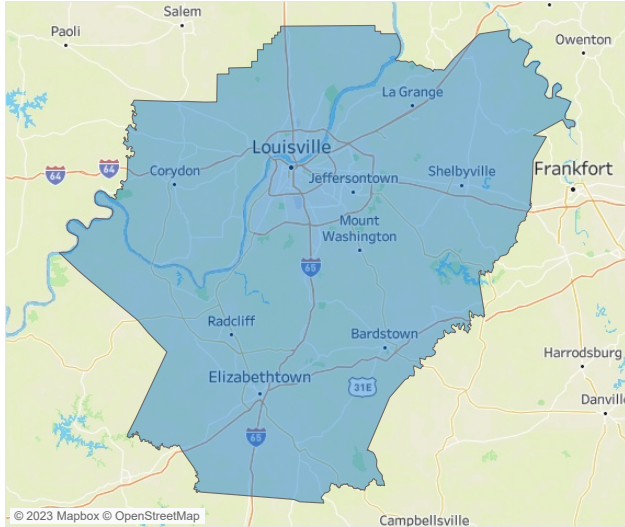 Salem
Paoli
Owenton
La Grange
Louisville
64
64
Corydon
Jeffersontown
Shelbyville
Frankfort
Mount
Washington
65
Radcliff
Bardstown
Harrodsburg
Elizabethtown
31E
Danvill
65
© 2023 Mapbox © OpenStreetMap
Campbellsville